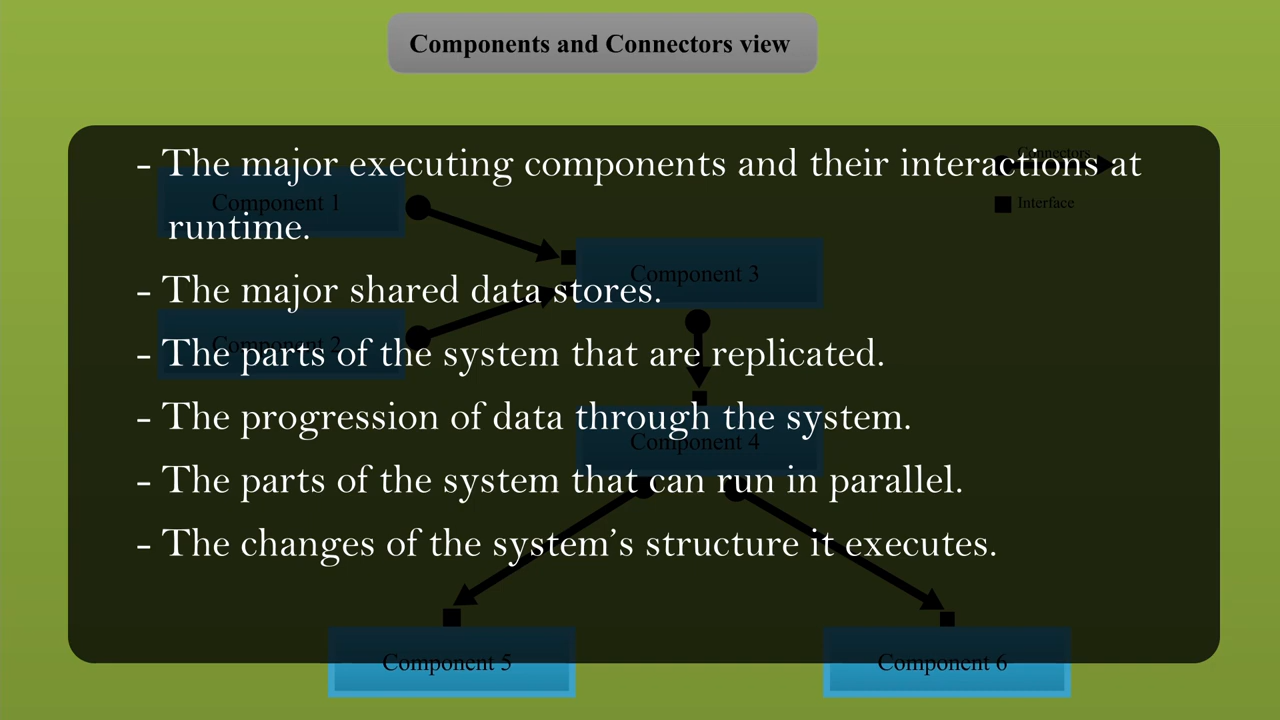 Components and Connectors view
- The major executing components and their interactions at
runtime.
- The major shared data stores.
- The parts of the system that are replicated.
- The progression of data through the system.
- The parts of the system that can run in parallel.
- The changes of the system’s structure it executes.
Connectors
Interface
Component 1
Component 2
Component 3
Component 4
Component 5
Component 6